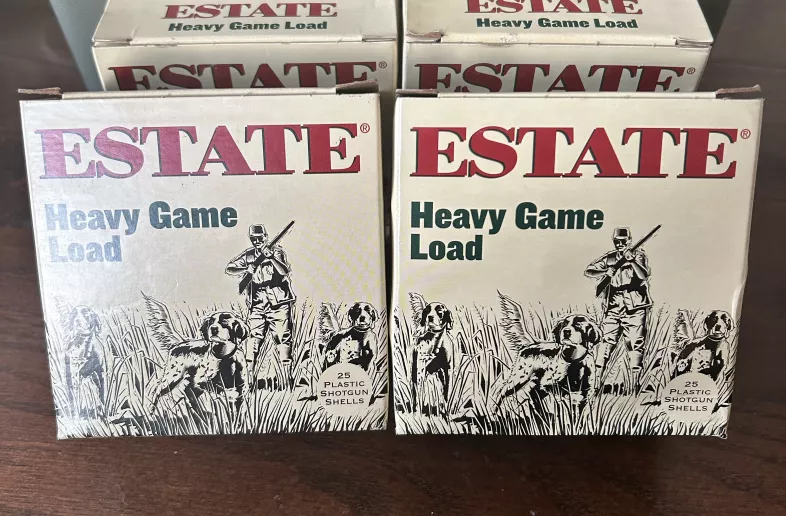 ESTATE
Heavy Game Load
ESTATE®
ESTATE
Heavy Game Load
ESTATE®
ESTATE®
Heavy Game
Load
25
PLASTIC
SHOTGUN
SHELLS
ESTATE®
Heavy Game
Load
25
PLASTIC
SHOTGUN
SHELLS